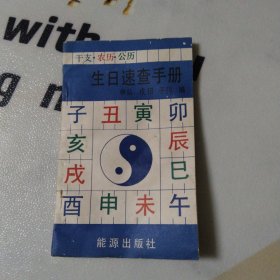 with
干支·农历·公历
生日速查手册
编
子丑寅卯
亥辰
戌巳
酉申未午
能源出版社